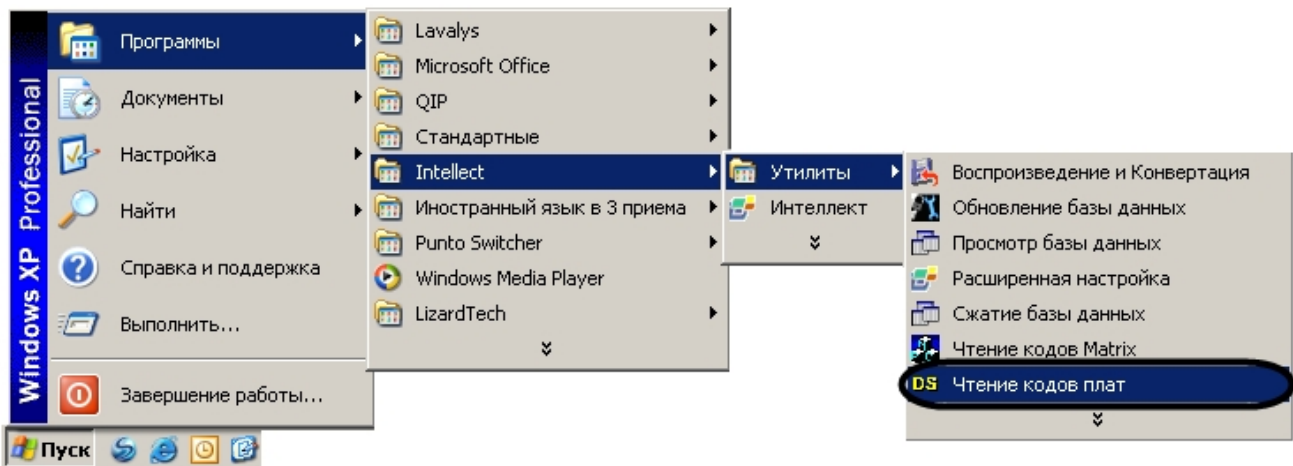 Windows XP Professional
Программы
Документы
Настройка
Найти
Справка и поддержка
Выполнить...
Завершение работы...
Пуск
Lavalys
Microsoft Office
QIP
Стандартные
Intellect
Иностранный язык в 3 приема
Punto Switcher
Windows Media Player
LizardTech
Утилиты
Интеллект
Воспроизведение и Конвертация
Обновление базы данных
Просмотр базы данных
Расширенная настройка
Сжатие базы данных
Чтение кодов Matrix
DS Чтение кодов плат